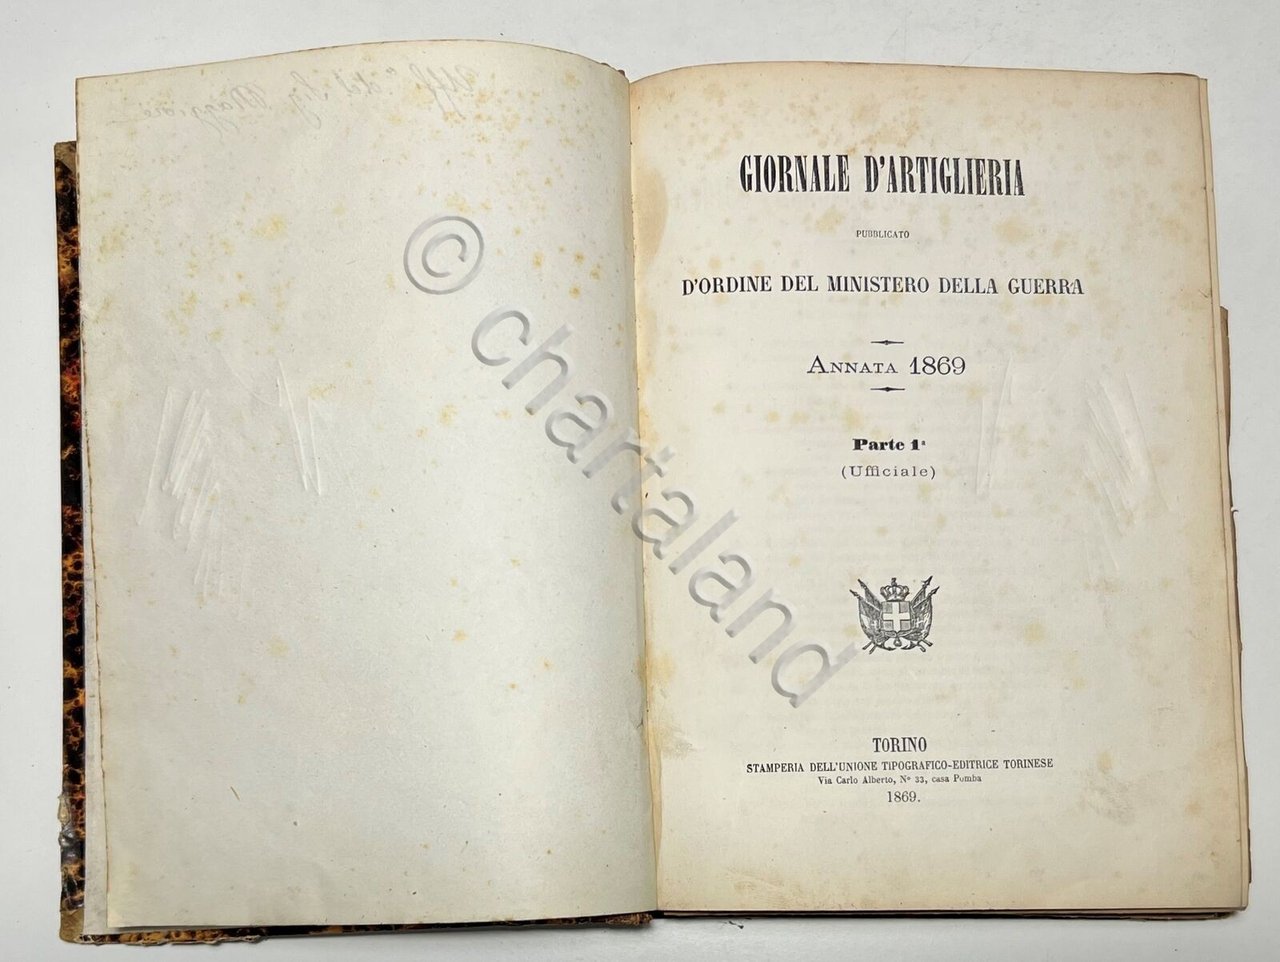 GIORNALE D'ARTIGLIERIA
PUBBLICATO
D'ORDINE DEL MINISTERO DELLA GUERRA
ANNATA 1869
Parte 1ª
(Ufficiale)
TORINO
STAMPERIA DELL'UNIONE TIPOGRAFICO-EDITRICE TORINESE
Via Carlo Alberto, Nº 33, casa Pomba
1869.
© chartaland